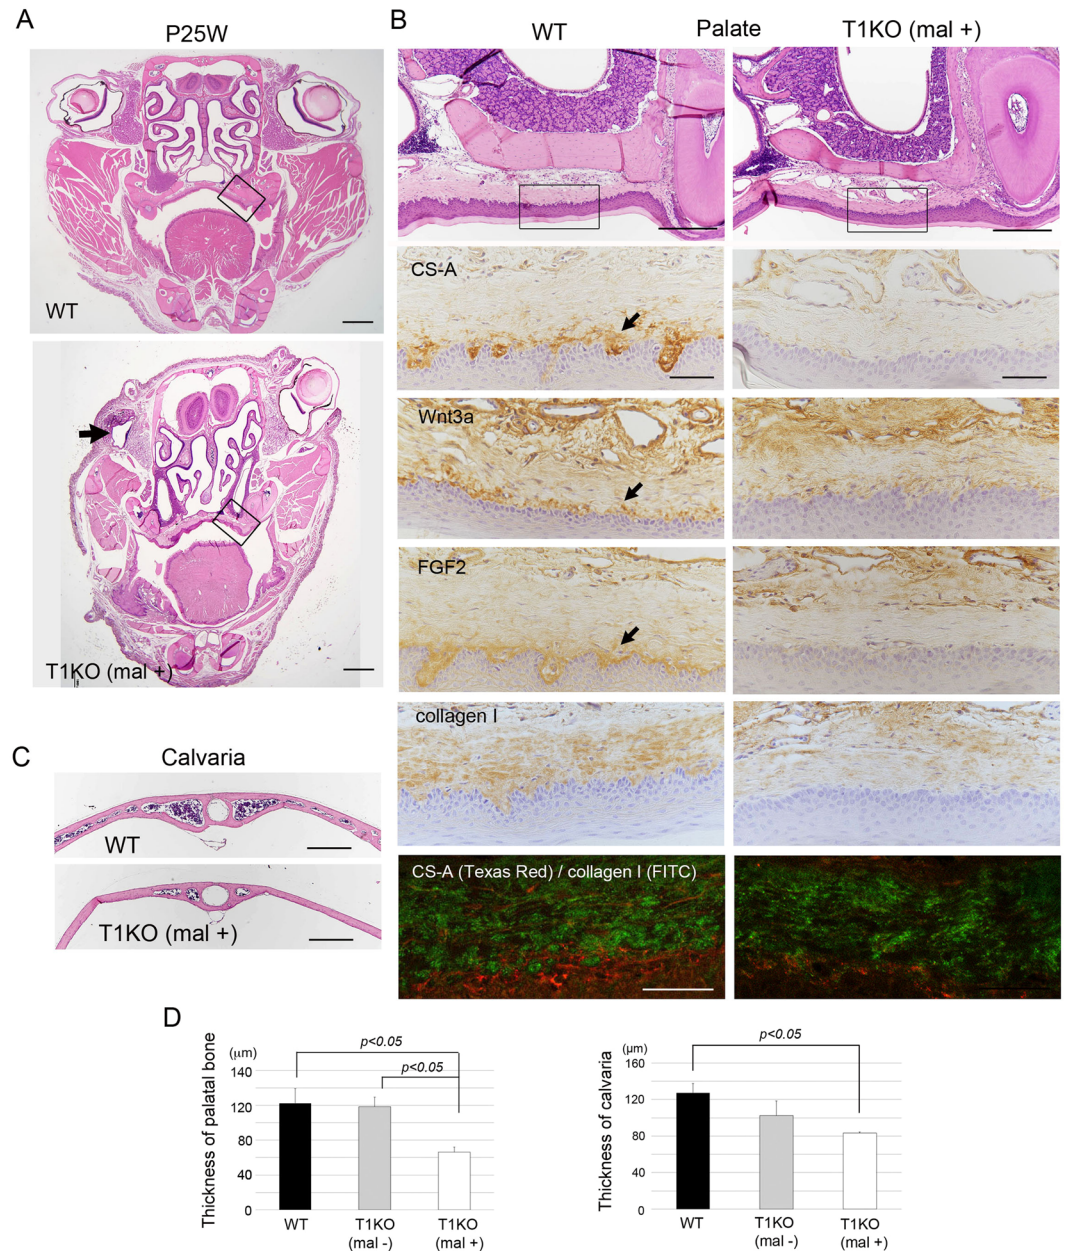 A
P25W
WT
T1KO (mal +)
B
WT
Palate
T1KO (mal +)
CS-A
Wnt3a
FGF2
collagen I
CS-A (Texas Red) / collagen I (FITC)
C
Calvaria
WT
T1KO (mal +)
D
Thickness of palatal bone
(μm)
140
120
80
40
0
p<0.05
p<0.05
WT
T1KO
(mal -)
T1KO
(mal +)
Thickness of calvaria
(μm)
160
120
80
40
0
p<0.05
WT
T1KO
(mal -)
T1KO
(mal +)